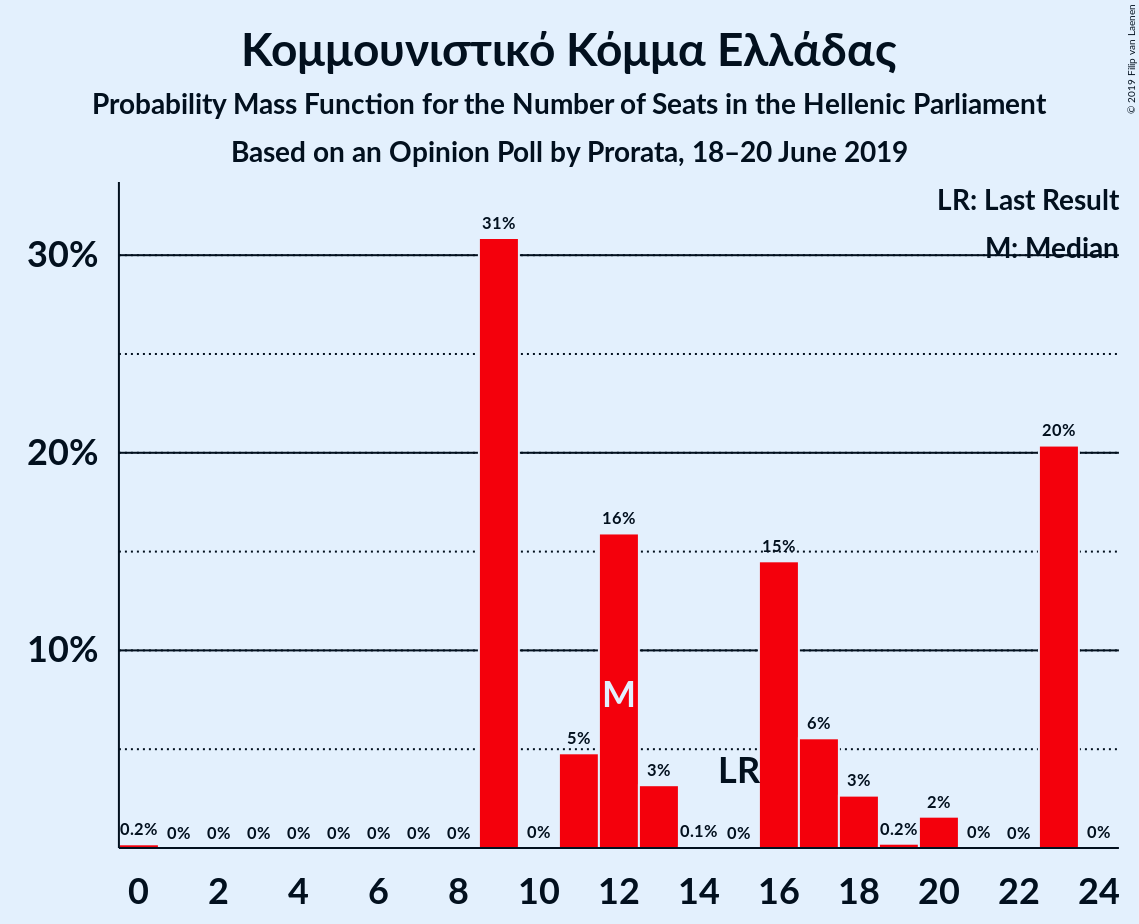 Κομμουνιστικό Κόμμα Ελλάδας
Probability Mass Function for the Number of Seats in the Hellenic Parliament
Based on an Opinion Poll by Prorata, 18–20 June 2019
© 2019 Filip van Laenen
LR: Last Result
M: Median
30%
20%
10%
0.2% 0% 0% 0% 0% 0% 0% 0% 0% 31% 0% 5% 16% 3% 0.1% 0% 15% 6% 3% 0.2% 2% 0% 0% 20% 0%
M
LR
0 2 4 6 8 10 12 14 16 18 20 22 24